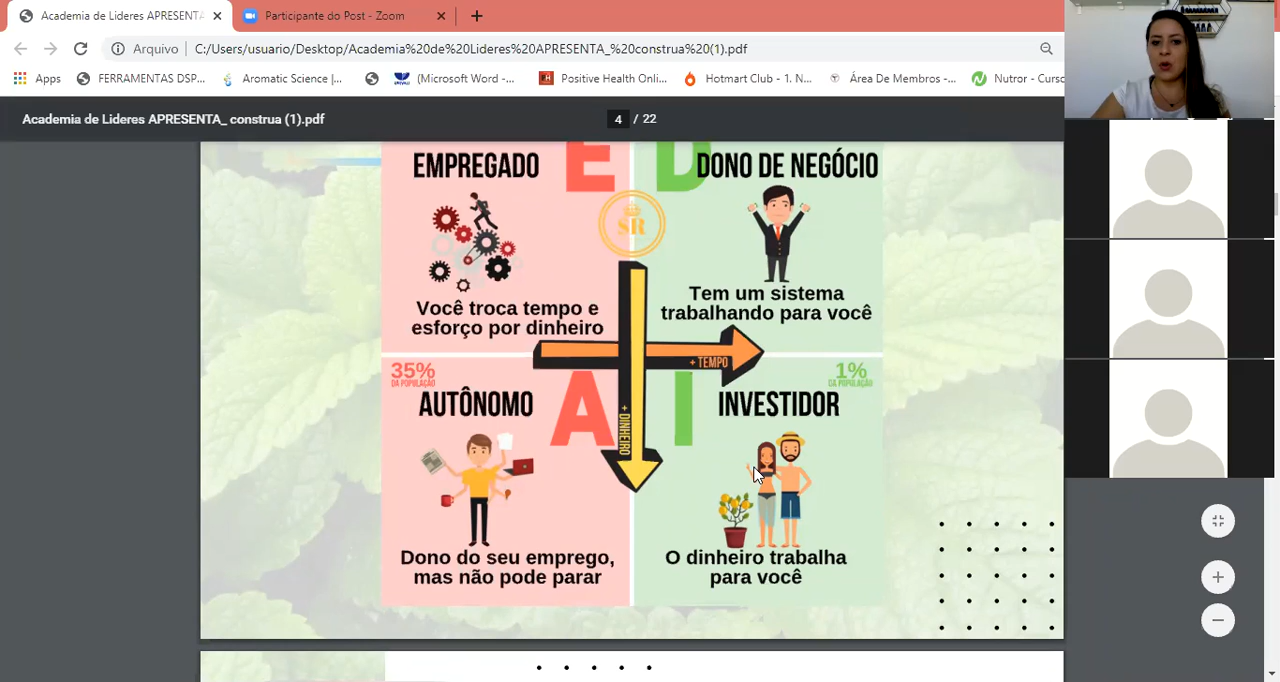 Academia de Lideres APRESENTA
Participante do Post - Zoom
Arquivo
C:/Users/usuario/Desktop/Academia%20de%20Lideres%20APRESENTA_%20construa%20(1).pdf
Apps
FERRAMENTAS DSP...
Aromatic Science |...
(Microsoft Word -...
Positive Health Onli...
Hotmart Club - 1. N...
Área De Membros -...
Nutror - Curso
Academia de Lideres APRESENTA_ construa (1).pdf
4 / 22
E D
EMPREGADO
DONO DE NEGÓCIO
SR
Você troca tempo e
esforço por dinheiro
Tem um sistema
trabalhando para você
+ TEMPO
+ DINHEIRO
35%
DA POPULAÇÃO
1%
DA POPULAÇÃO
A I
AUTÔNOMO
INVESTIDOR
Dono do seu emprego,
mas não pode parar
O dinheiro trabalha
para você